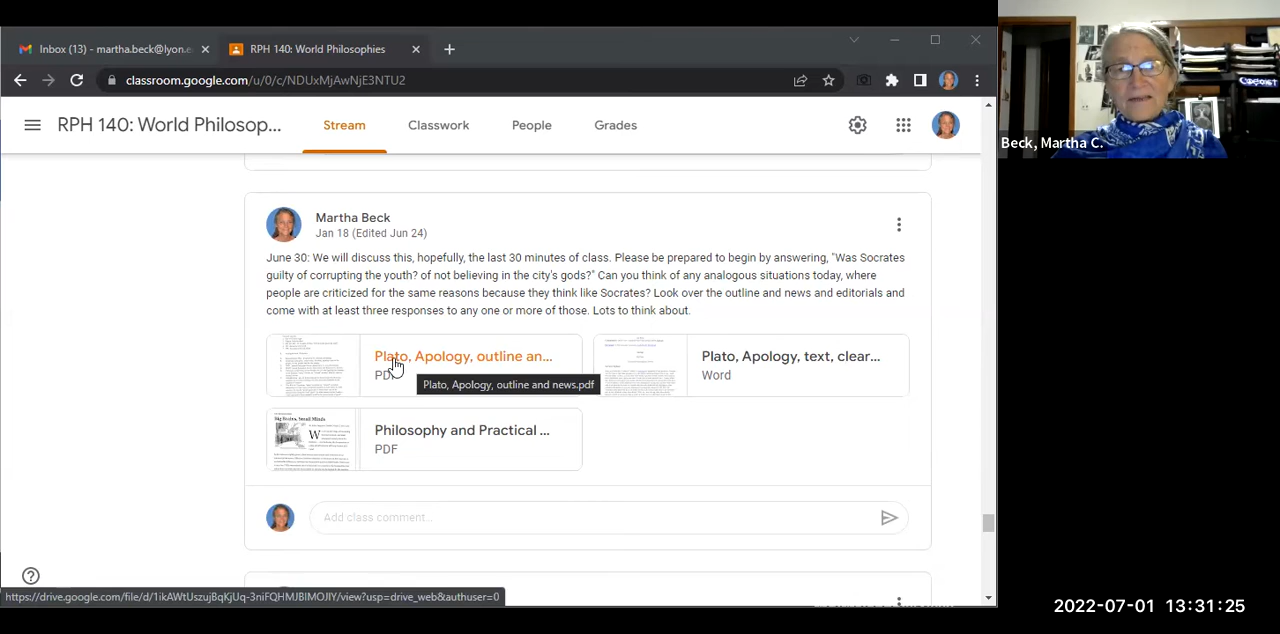 Inbox (13) - martha.beck@lyon.e
RPH 140: World Philosophies
classroom.google.com/u/0/c/NDUxMjAwNjE3NTU2
Beck, Martha C.
RPH 140: World Philosop...
Stream
Classwork
People
Grades
Martha Beck
Jan 18 (Edited Jun 24)
June 30: We will discuss this, hopefully, the last 30 minutes of class. Please be prepared to begin by answering, "Was Socrates
guilty of corrupting the youth? of not believing in the city's gods?" Can you think of any analogous situations today, where
people are criticized for the same reasons because they think like Socrates? Look over the outline and news and editorials and
come with at least three responses to any one or more of those. Lots to think about.
Plato, Apology, outline an...
PDF
Plato, Apology, outline and news.pdf
Plato, Apology, text, clear...
Word
Big Brains, Small Minds
Philosophy and Practical ...
PDF
Add class comment...
https://drive.google.com/file/d/1ikAWtUszujBqKjUq-3niFQHMJBIMOJIY/view?usp=drive_web&authuser=0
2022-07-01 13:31:25